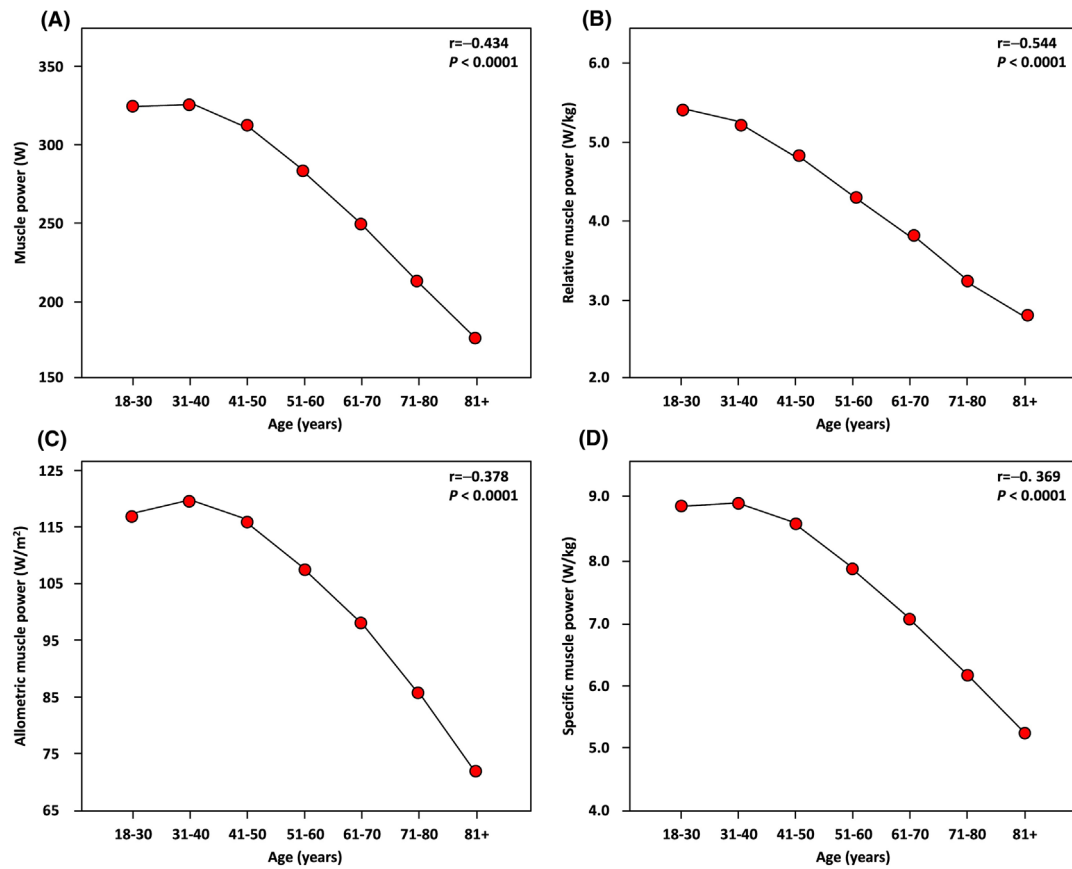 (A)
r=−0.434
P < 0.0001
Muscle power (W)
350
300
250
200
150
18-30 31-40 41-50 51-60 61-70 71-80 81+
Age (years)
(B)
r=−0.544
P < 0.0001
Relative muscle power (W/kg)
6.0
5.0
4.0
3.0
2.0
18-30 31-40 41-50 51-60 61-70 71-80 81+
Age (years)
(C)
r=−0.378
P < 0.0001
Allometric muscle power (W/m²)
125
115
105
95
85
75
65
18-30 31-40 41-50 51-60 61-70 71-80 81+
Age (years)
(D)
r=−0. 369
P < 0.0001
Specific muscle power (W/kg)
9.0
8.0
7.0
6.0
5.0
4.0
18-30 31-40 41-50 51-60 61-70 71-80 81+
Age (years)